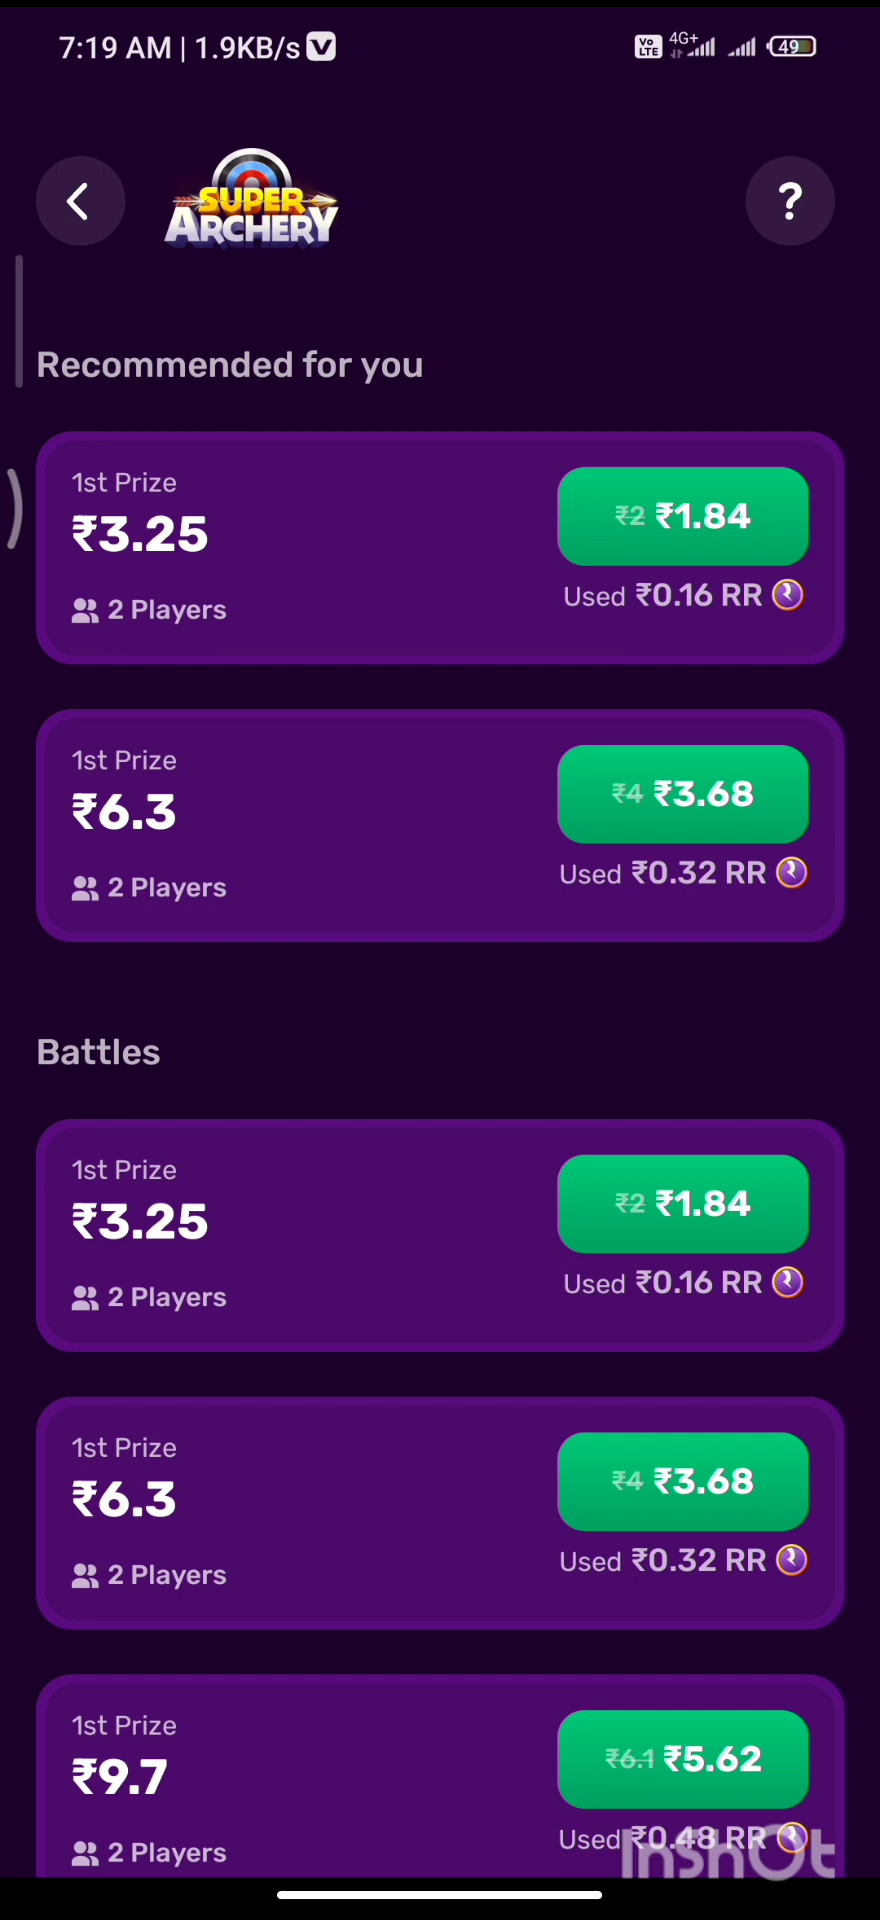 7:19 AM | 1.9KB/s V
Vo LTE 4G+ 49
SUPER
ARCHERY
?
Recommended for you
1st Prize
₹3.25
2 Players
₹2 ₹1.84
Used ₹0.16 RR
1st Prize
₹6.3
2 Players
₹4 ₹3.68
Used ₹0.32 RR
Battles
1st Prize
₹3.25
2 Players
₹2 ₹1.84
Used ₹0.16 RR
1st Prize
₹6.3
2 Players
₹4 ₹3.68
Used ₹0.32 RR
1st Prize
₹9.7
2 Players
₹6.1 ₹5.62
Used ₹0.48 RR
InShOt